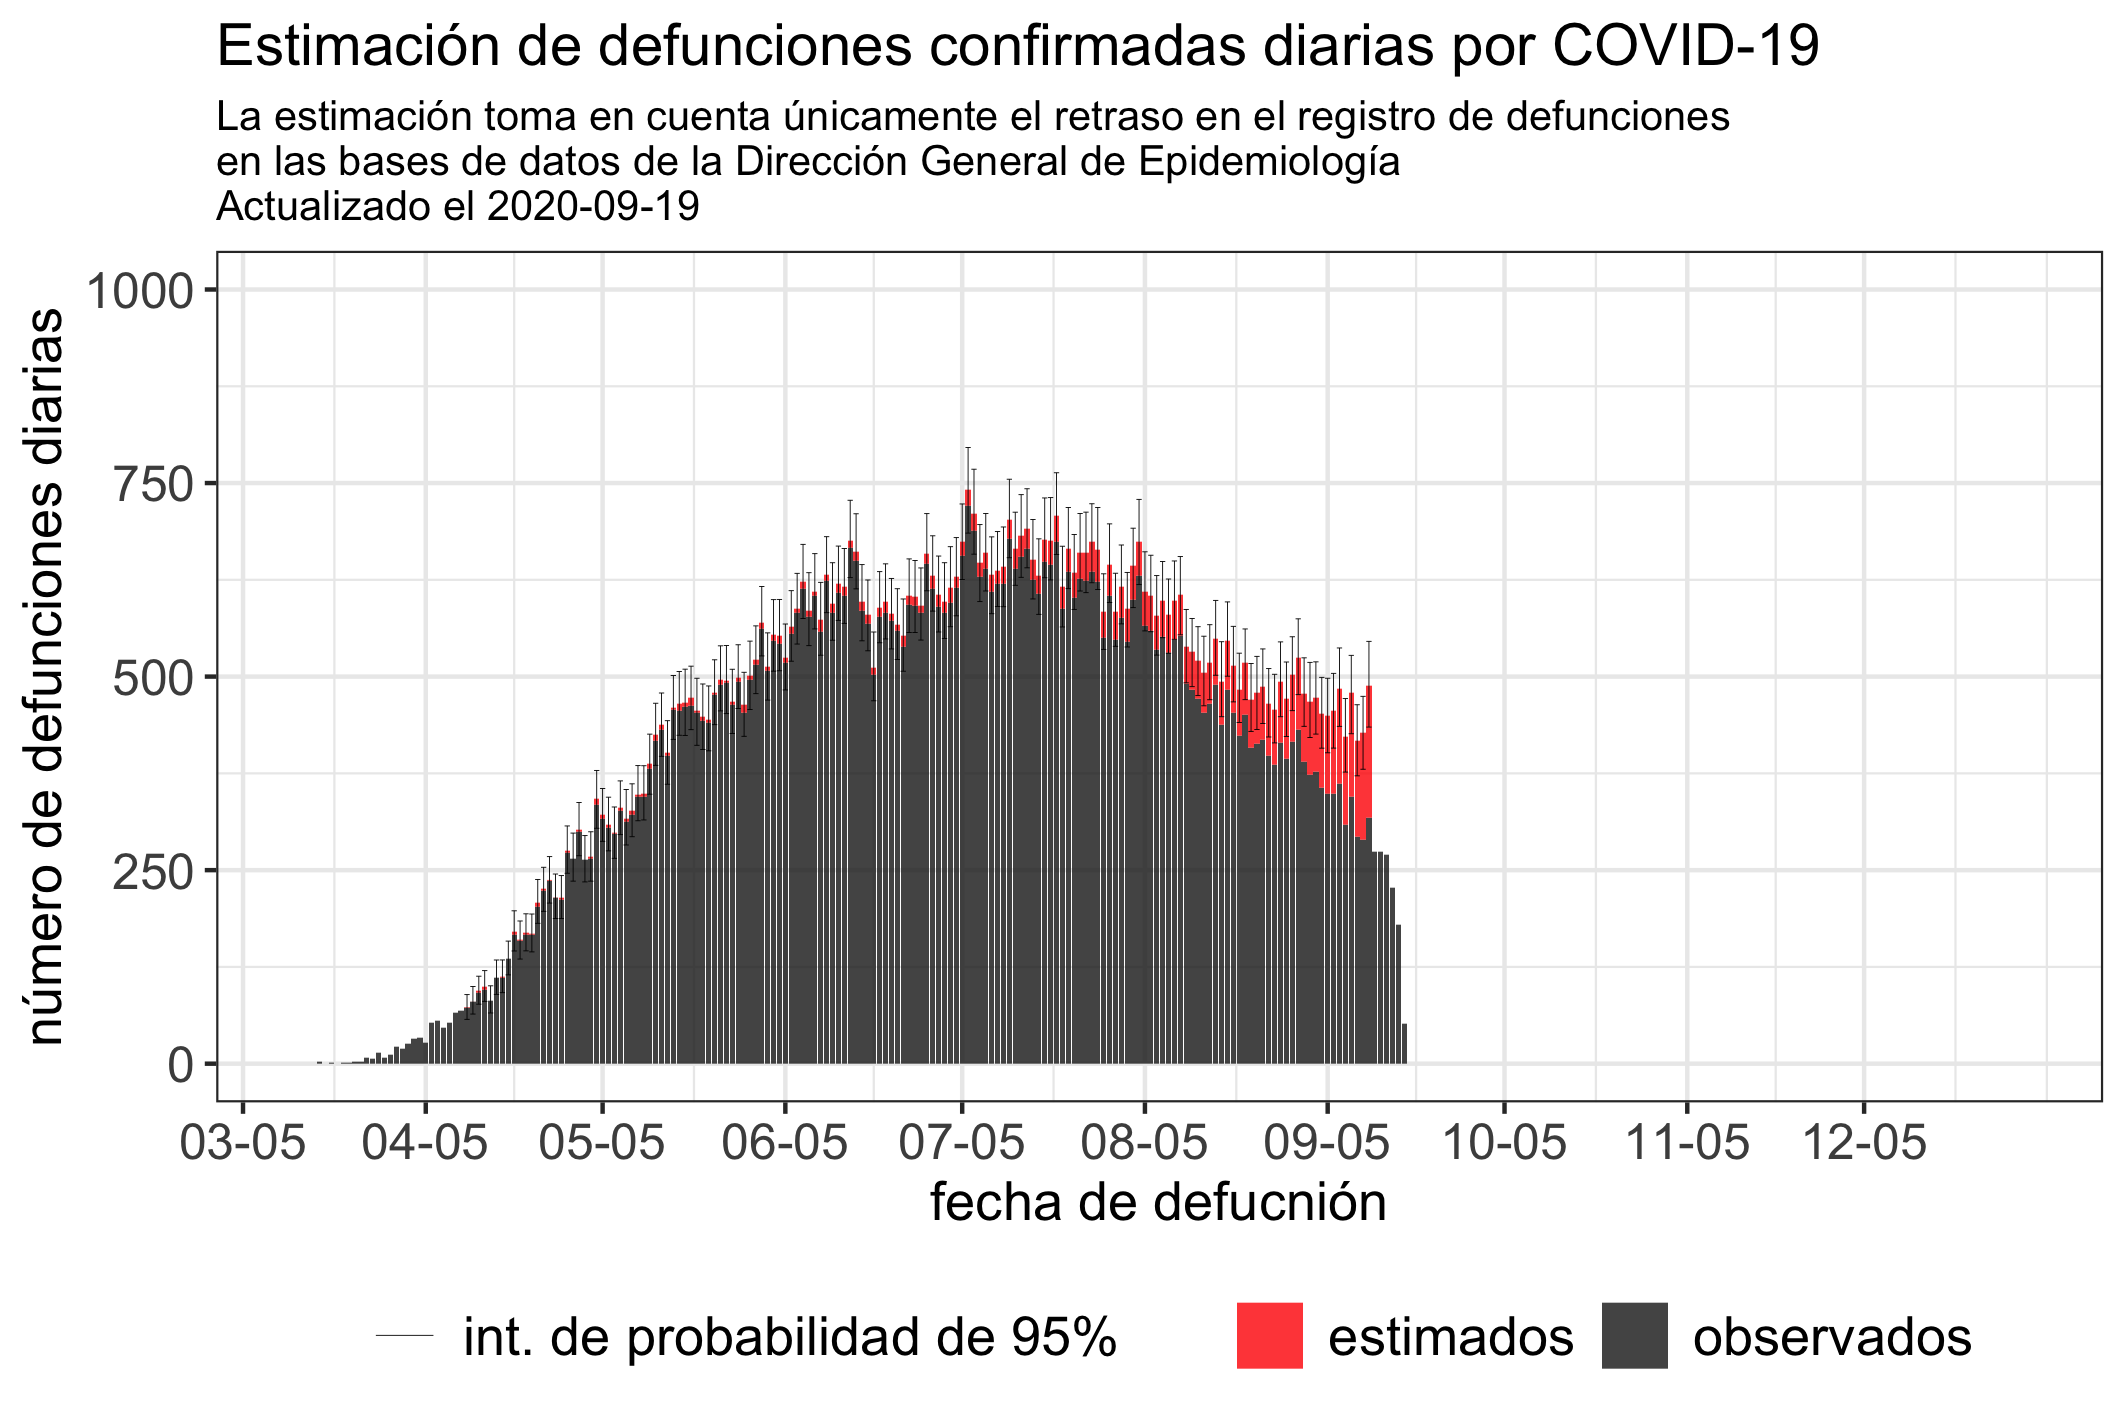 Estimación de defunciones confirmadas diarias por COVID-19
La estimación toma en cuenta únicamente el retraso en el registro de defunciones
en las bases de datos de la Dirección General de Epidemiología
Actualizado el 2020-09-19
número de defunciones diarias
1000
750
500
250
0
03-05 04-05 05-05 06-05 07-05 08-05 09-05 10-05 11-05 12-05
fecha de defucnión
int. de probabilidad de 95% estimados observados